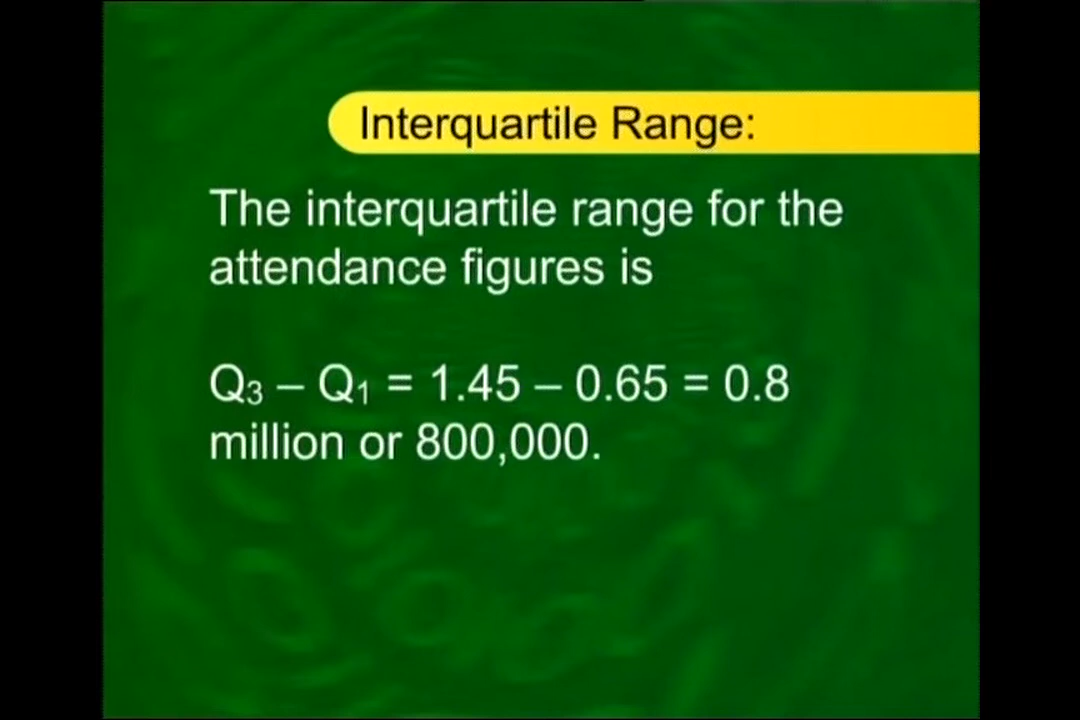 Interquartile Range:
The interquartile range for the
attendance figures is
Q₃ – Q₁ = 1.45 – 0.65 = 0.8
million or 800,000.